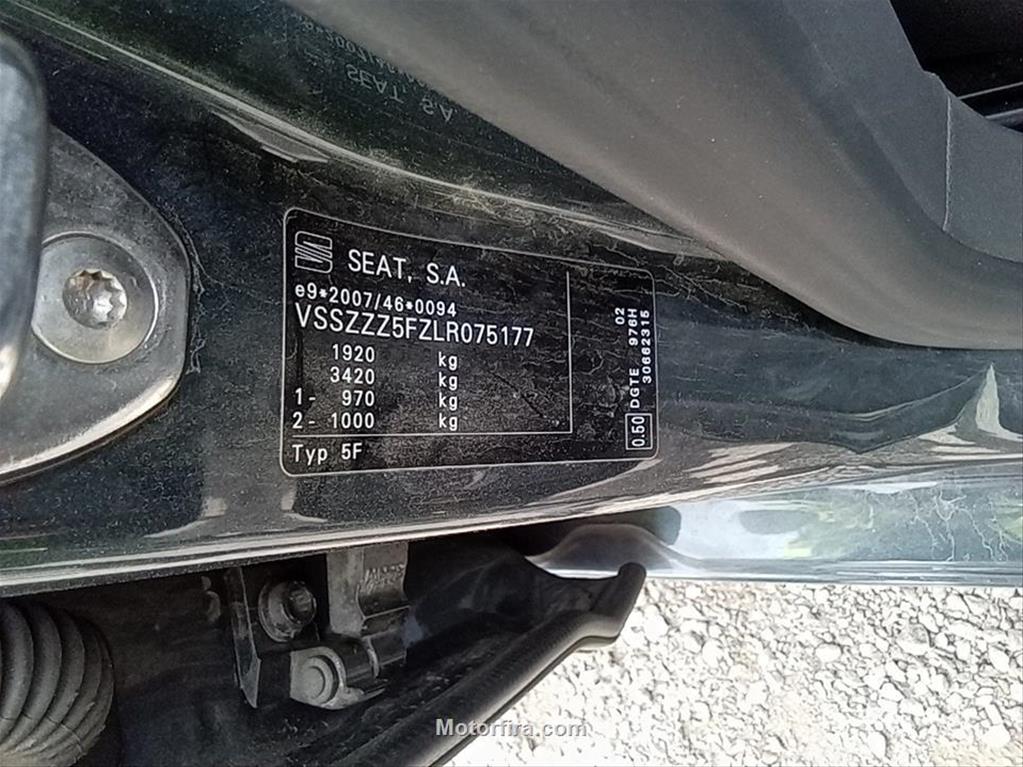 SEAT, S.A.
e9*2007/46*0094
VSSZZZ5FZLR075177
1920 kg
3420 kg
1- 970 kg
2- 1000 kg
Typ 5F
02
0.50 DGTE 976H
30662315
SEAT, S.A.
Motorfira.com